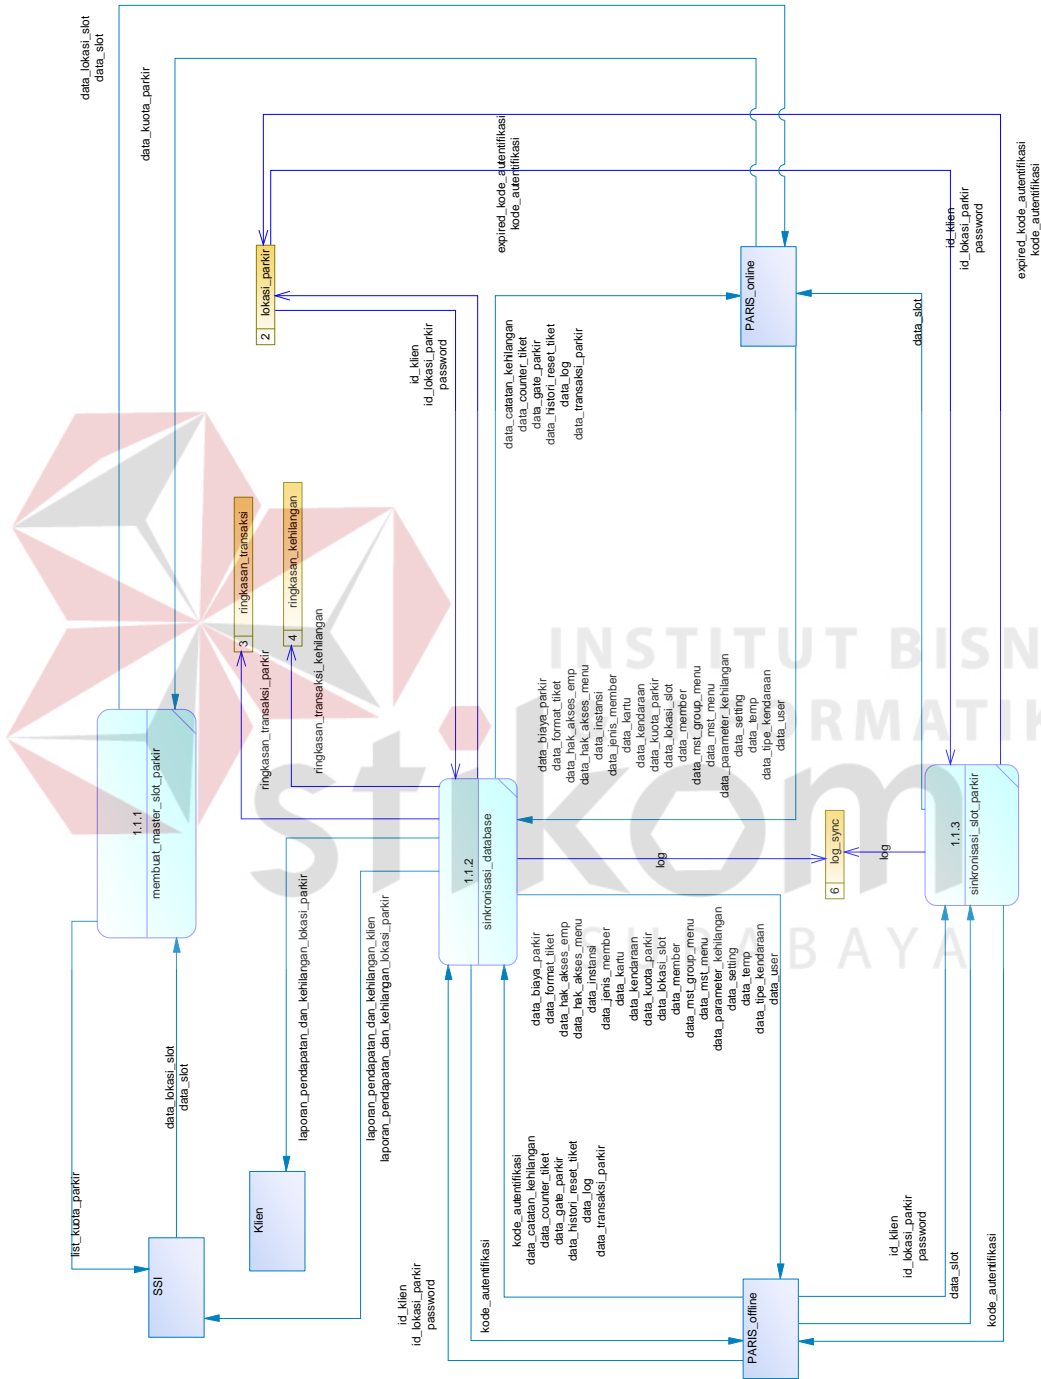 list_kuota_parkir
SSI
data_lokasi_slot
data_slot
1.1.1
membuat_master_slot_parkir
data_lokasi_slot
data_slot
data_kuota_parkir
Klien
laporan_pendapatan_dan_kehilangan_lokasi_parkir
laporan_pendapatan_dan_kehilangan_klien
laporan_pendapatan_dan_kehilangan_lokasi_parkir
ringkasan_transaksi_parkir
3 ringkasan_transaksi
ringkasan_transaksi_kehilangan
4 ringkasan_kehilangan
2 lokasi_parkir
id_klien
id_lokasi_parkir
password
expired_kode_autentifikasi
kode_autentifikasi
id_klien
id_lokasi_parkir
password
kode_autentifikasi
1.1.2
sinkronisasi_database
kode_autentifikasi
data_catatan_kehilangan
data_counter_tiket
data_gate_parkir
data_histori_reset_tiket
data_log
data_transaksi_parkir
data_biaya_parkir
data_format_tiket
data_hak_akses_emp
data_hak_akses_menu
data_instansi
data_jenis_member
data_kartu
data_kendaraan
data_kuota_parkir
data_lokasi_slot
data_member
data_mst_group_menu
data_mst_menu
data_parameter_kehilangan
data_setting
data_temp
data_tipe_kendaraan
data_user
data_biaya_parkir
data_format_tiket
data_hak_akses_emp
data_hak_akses_menu
data_instansi
data_jenis_member
data_kartu
data_kendaraan
data_kuota_parkir
data_lokasi_slot
data_member
data_mst_group_menu
data_mst_menu
data_parameter_kehilangan
data_setting
data_temp
data_tipe_kendaraan
data_user
data_catatan_kehilangan
data_counter_tiket
data_gate_parkir
data_histori_reset_tiket
data_log
data_transaksi_parkir
PARIS_offline
PARIS_online
log
6 log_sync
log
id_klien
id_lokasi_parkir
password
data_slot
kode_autentifikasi
1.1.3
sinkronisasi_slot_parkir
data_slot
id_klien
id_lokasi_parkir
password
expired_kode_autentifikasi
kode_autentifikasi
INSTITUT BISN
stikom
SURABAYA